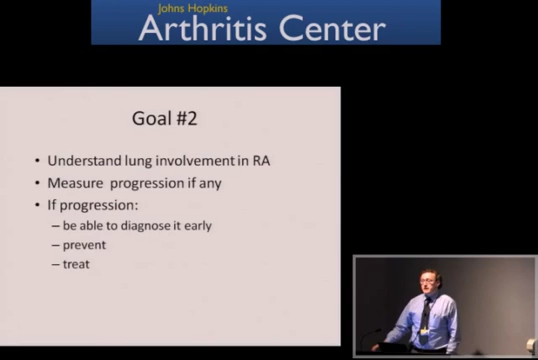 Johns Hopkins
Arthritis Center
Goal #2
• Understand lung involvement in RA
• Measure progression if any
• If progression:
– be able to diagnose it early
– prevent
– treat